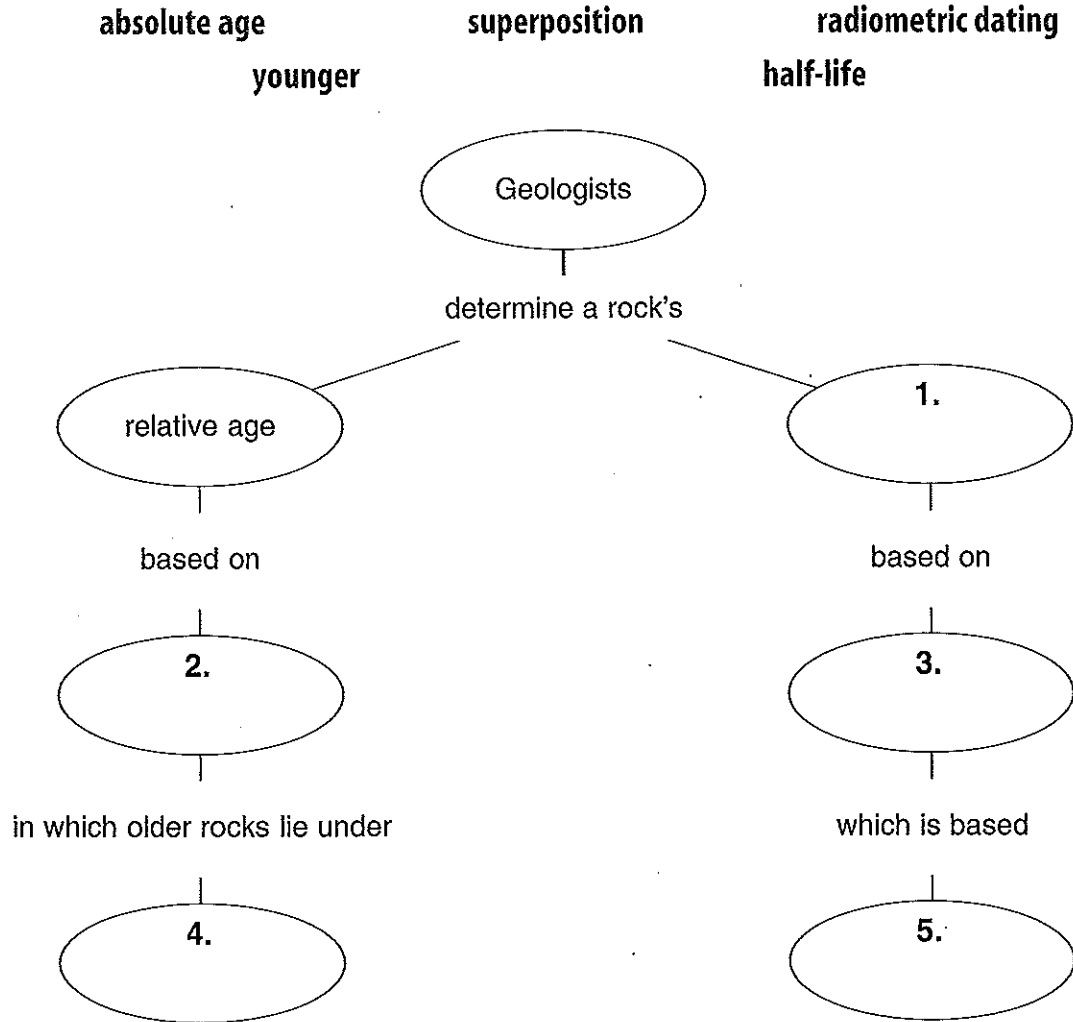 absolute age superposition radiometric dating
younger half-life
Geologists
determine a rock's
relative age 1.
based on based on
2. 3.
in which older rocks lie under which is based
4. 5.